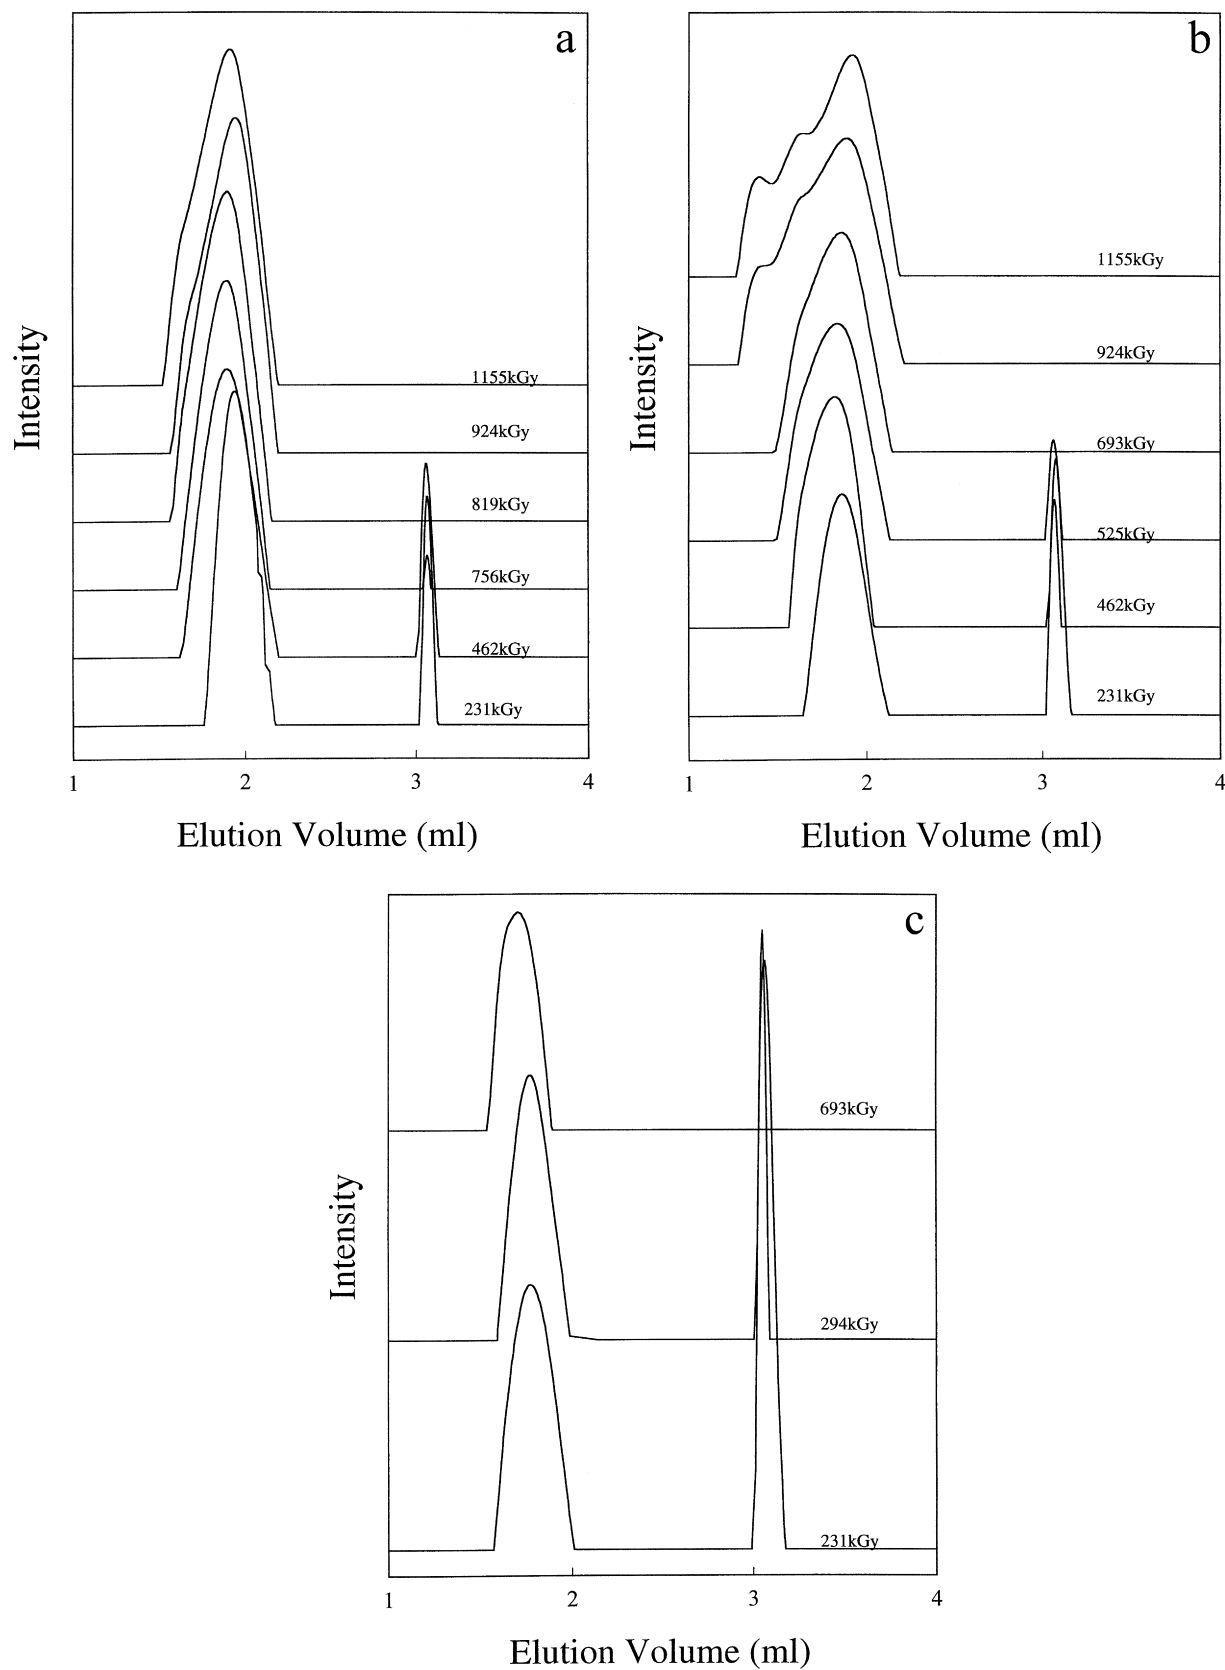 a
Intensity
1155kGy
924kGy
819kGy
756kGy
462kGy
231kGy
1 2 3 4
Elution Volume (ml)
b
Intensity
1155kGy
924kGy
693kGy
525kGy
462kGy
231kGy
1 2 3 4
Elution Volume (ml)
c
Intensity
693kGy
294kGy
231kGy
1 2 3 4
Elution Volume (ml)